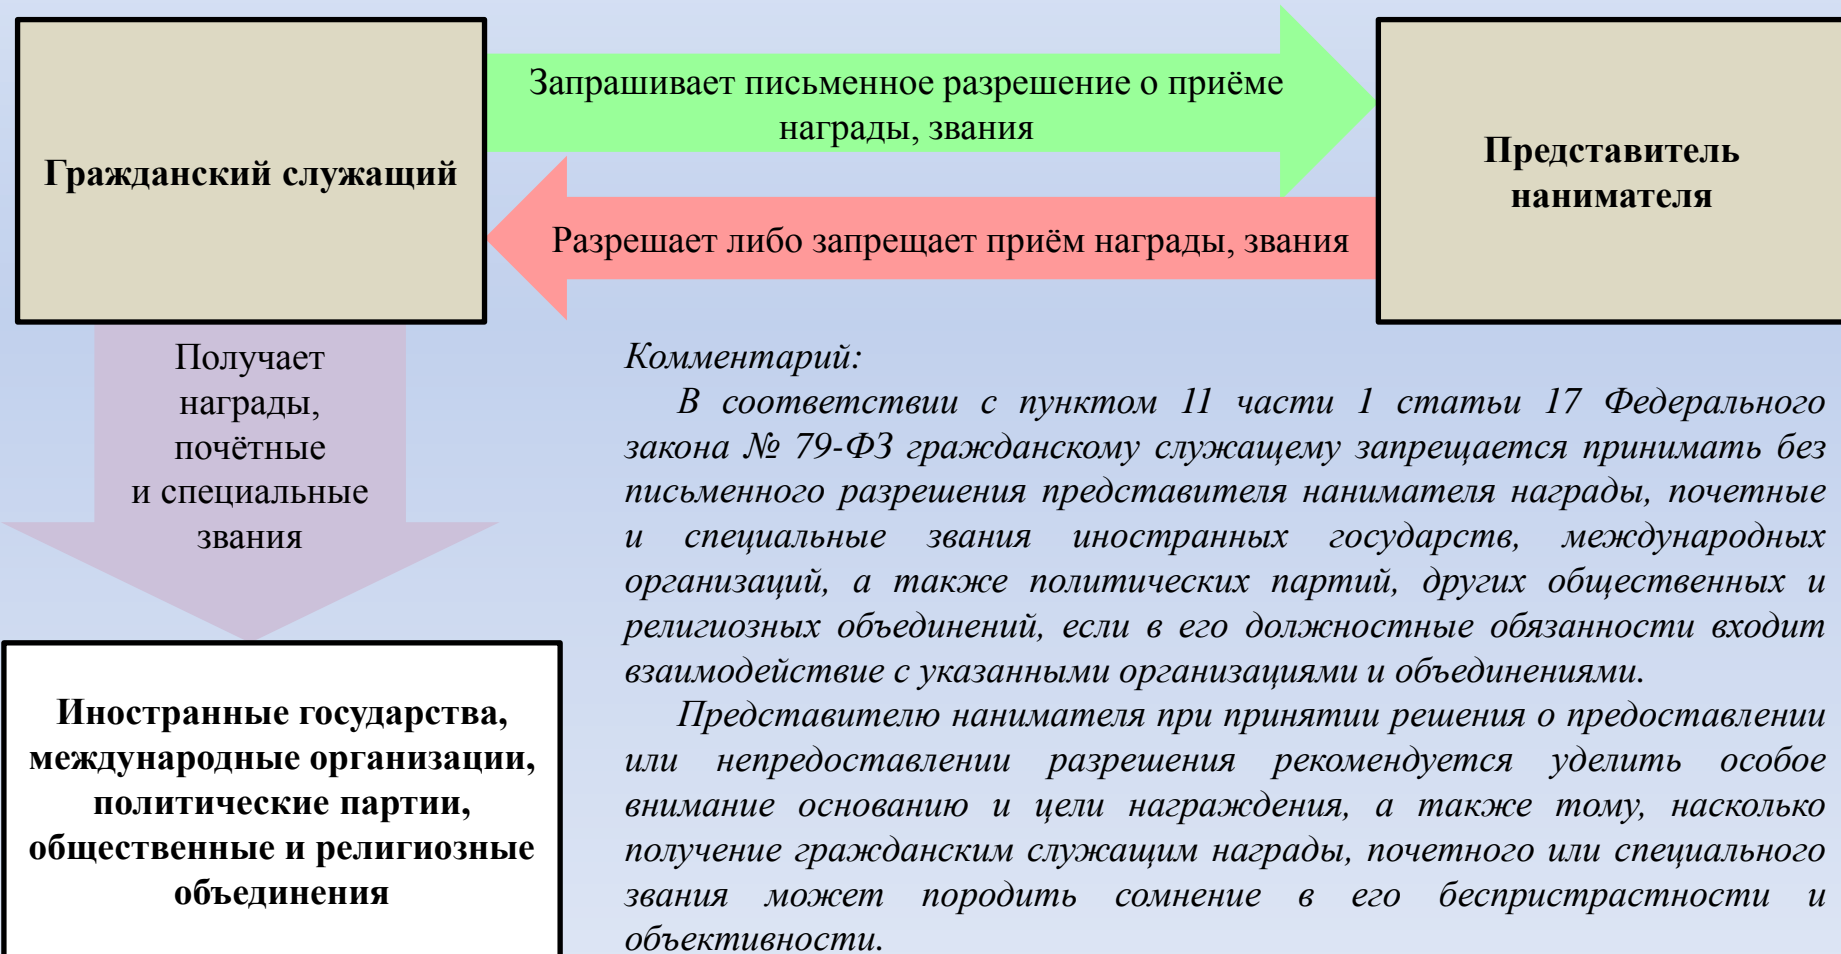 Гражданский служащий
Запрашивает письменное разрешение о приёме
награды, звания
Представитель
нанимателя
Разрешает либо запрещает приём награды, звания
Получает
награды,
почётные
и специальные
звания
Иностранные государства,
международные организации,
политические партии,
общественные и религиозные
объединения
Комментарий:
В соответствии с пунктом 11 части 1 статьи 17 Федерального
закона № 79-ФЗ гражданскому служащему запрещается принимать без
письменного разрешения представителя нанимателя награды, почетные
и специальные звания иностранных государств, международных
организаций, а также политических партий, других общественных и
религиозных объединений, если в его должностные обязанности входит
взаимодействие с указанными организациями и объединениями.
Представителю нанимателя при принятии решения о предоставлении
или непредоставлении разрешения рекомендуется уделить особое
внимание основанию и цели награждения, а также тому, насколько
получение гражданским служащим награды, почетного или специального
звания может породить сомнение в его беспристрастности и
объективности.